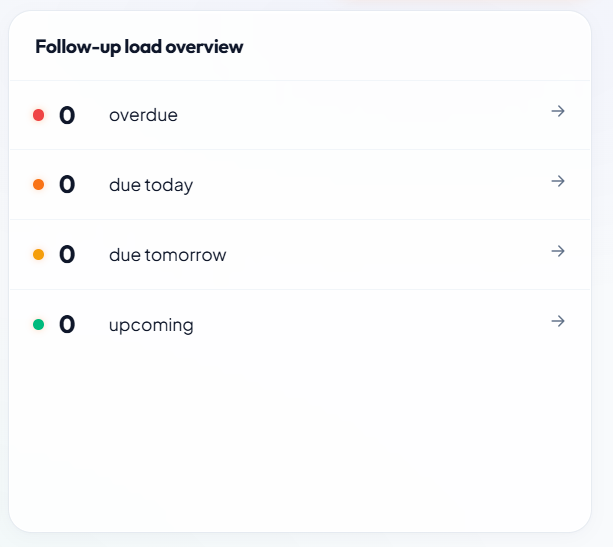 Follow-up load overview
0 overdue
0 due today
0 due tomorrow
0 upcoming